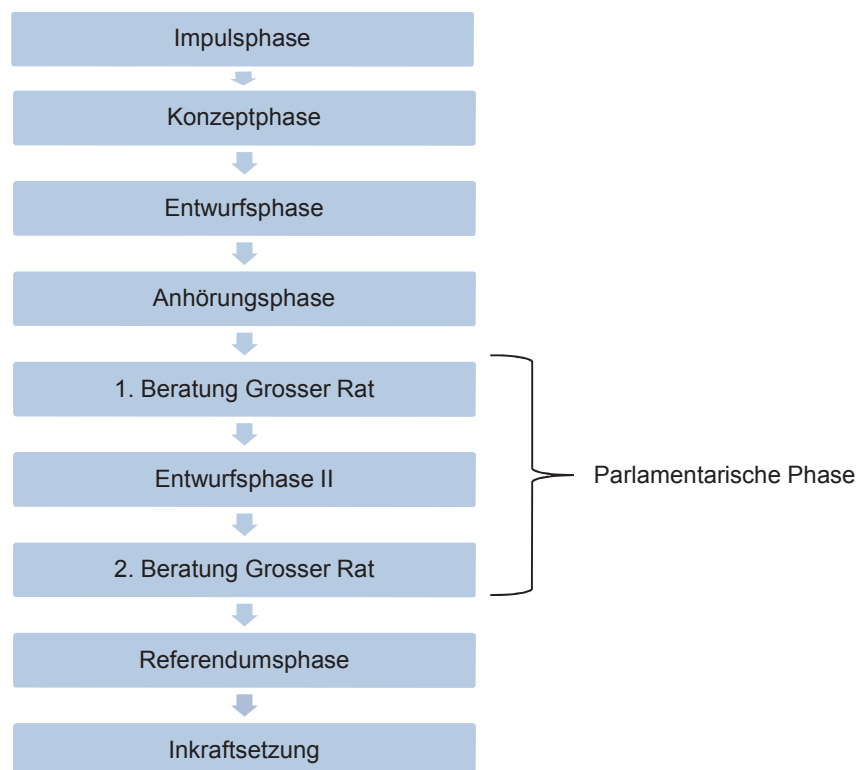 Impulsphase
Konzeptphase
Entwurfsphase
Anhörungsphase
1. Beratung Grosser Rat
Entwurfsphase II
Parlamentarische Phase
2. Beratung Grosser Rat
Referendumsphase
Inkraftsetzung